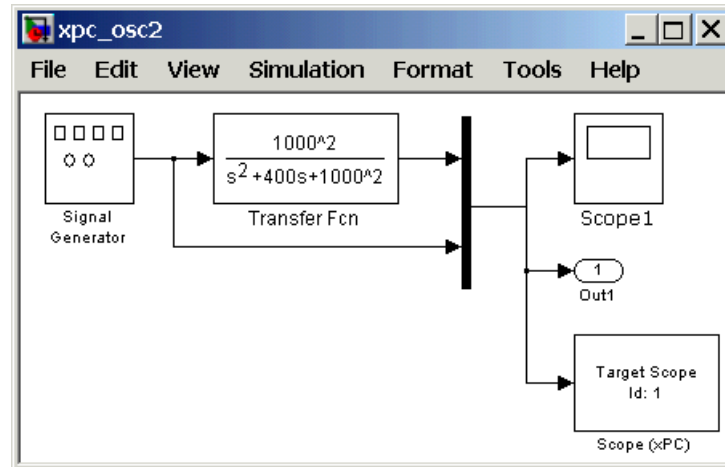 xpc_osc2
File Edit View Simulation Format Tools Help
1000^2
s^2+400s+1000^2
Signal
Generator
Transfer Fcn
Scope1
1
Out1
Target Scope
Id: 1
Scope (xPC)